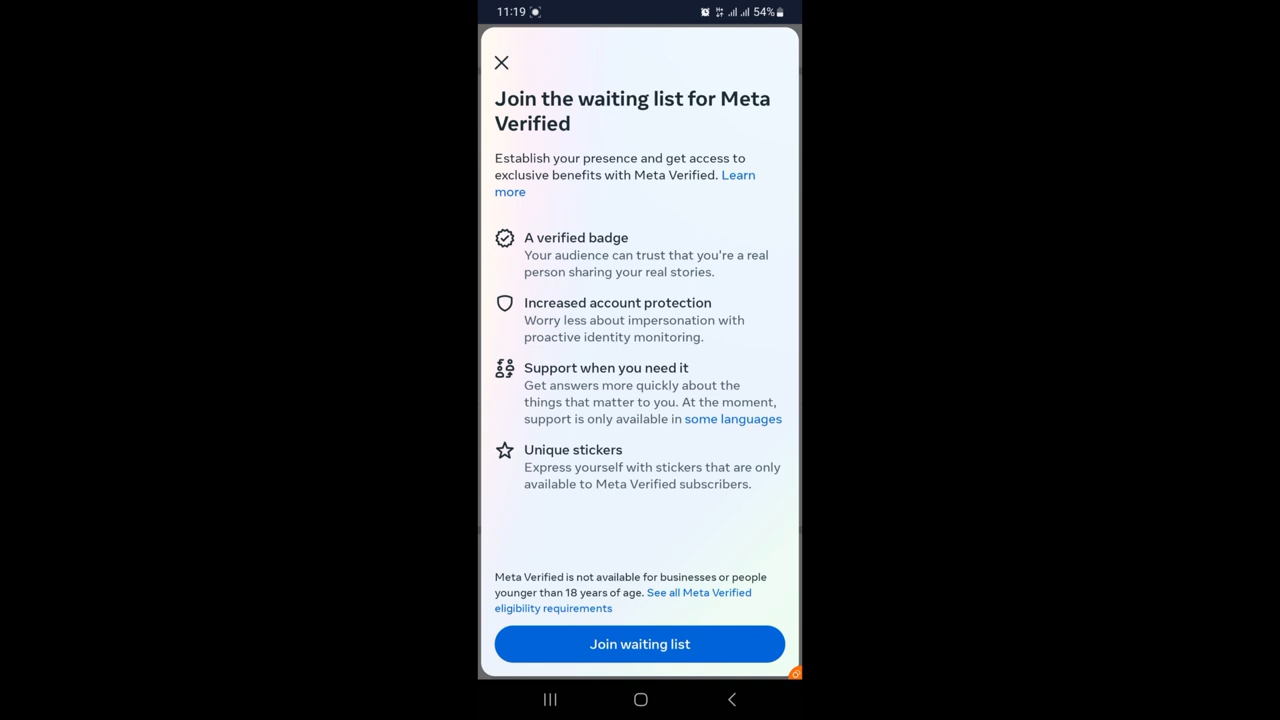 11:19
54%
Join the waiting list for Meta
Verified
Establish your presence and get access to
exclusive benefits with Meta Verified. Learn
more
A verified badge
Your audience can trust that you're a real
person sharing your real stories.
Increased account protection
Worry less about impersonation with
proactive identity monitoring.
Support when you need it
Get answers more quickly about the
things that matter to you. At the moment,
support is only available in some languages
Unique stickers
Express yourself with stickers that are only
available to Meta Verified subscribers.
Meta Verified is not available for businesses or people
younger than 18 years of age. See all Meta Verified
eligibility requirements
Join waiting list